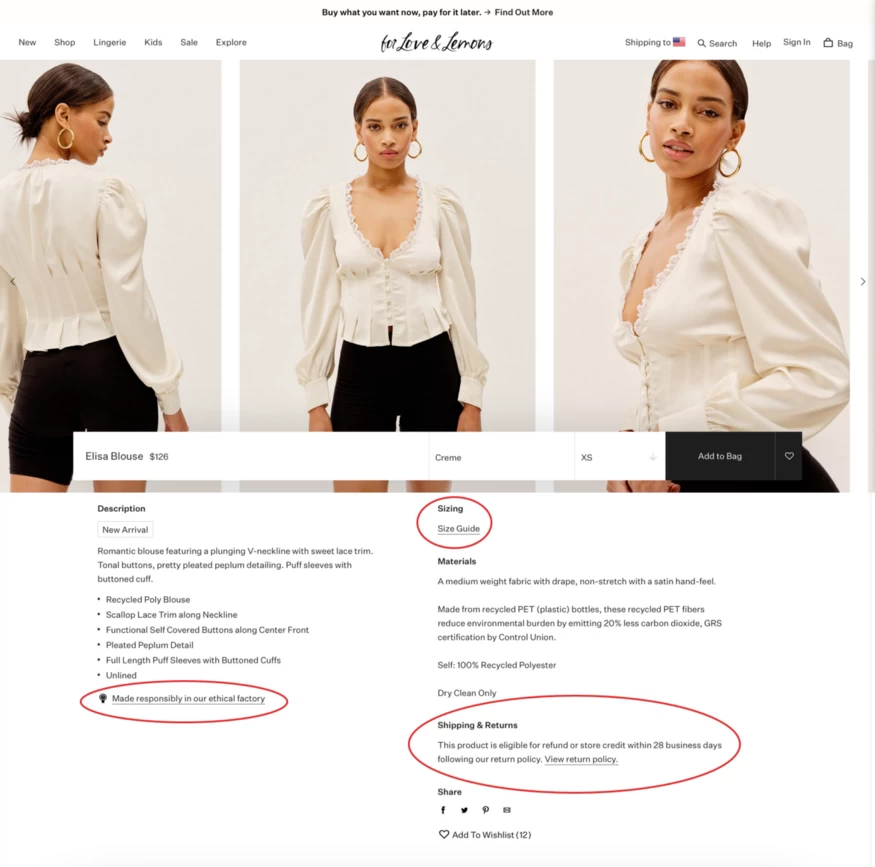 Buy what you want now, pay for it later. → Find Out More
New Shop Lingerie Kids Sale Explore
for Love & Lemons
Shipping to Search Help Sign In Bag
Elisa Blouse $126
Creme
XS
Add to Bag
Description
New Arrival
Romantic blouse featuring a plunging V-neckline with sweet lace trim.
Tonal buttons, pretty pleated peplum detailing. Puff sleeves with
buttoned cuff.
• Recycled Poly Blouse
• Scallop Lace Trim along Neckline
• Functional Self Covered Buttons along Center Front
• Pleated Peplum Detail
• Full Length Puff Sleeves with Buttoned Cuffs
• Unlined
Made responsibly in our ethical factory
Sizing
Size Guide
Materials
A medium weight fabric with drape, non-stretch with a satin hand-feel.
Made from recycled PET (plastic) bottles, these recycled PET fibers
reduce environmental burden by emitting 20% less carbon dioxide, GRS
certification by Control Union.
Self: 100% Recycled Polyester
Dry Clean Only
Shipping & Returns
This product is eligible for refund or store credit within 28 business days
following our return policy. View return policy.
Share
Add To Wishlist (12)